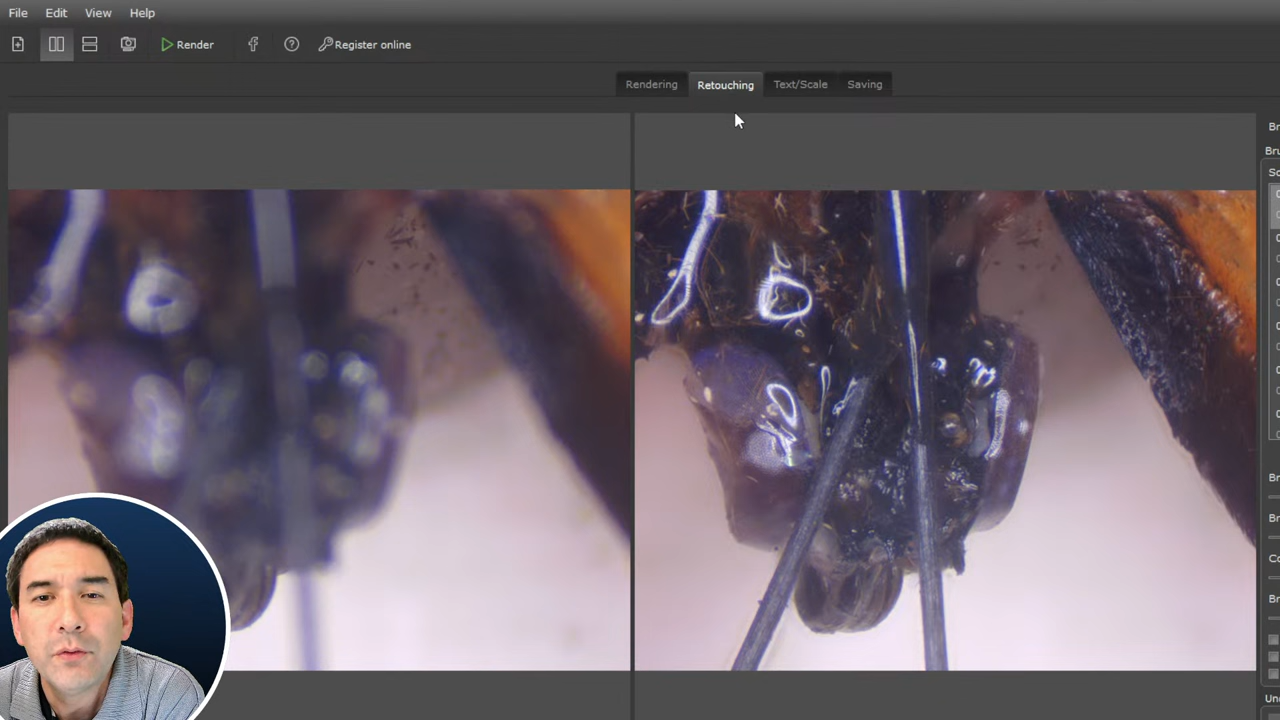 File Edit View Help
Render Register online
Rendering Retouching Text/Scale Saving